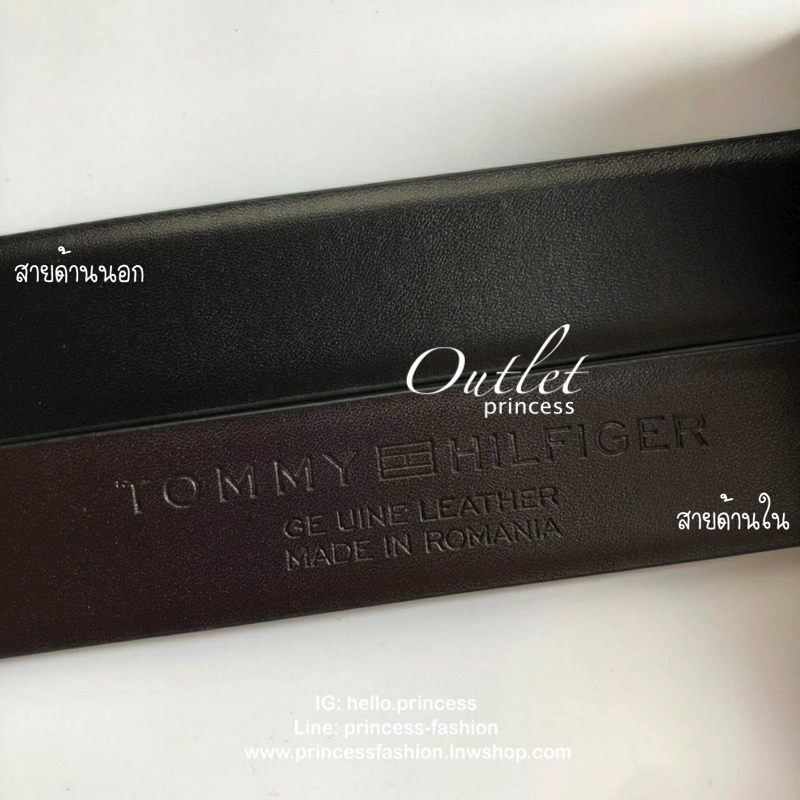 สายด้านนอก
Outlet
princess
TOMMY HILFIGER
GE UINE LEATHER
MADE IN ROMANIA
สายด้านใน
IG: hello.princess
Line: princess-fashion
www.princessfashion.lnwshop.com